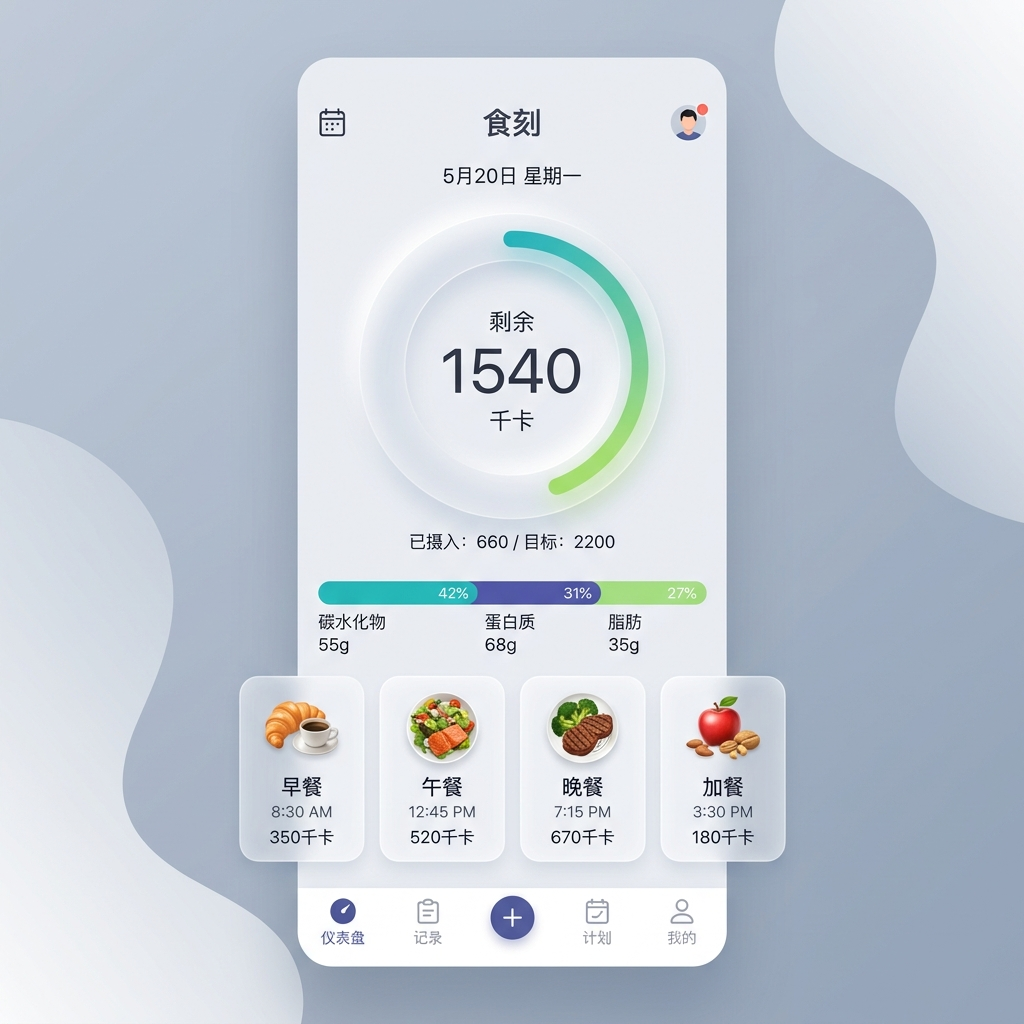 食刻
5月20日 星期一
剩余
1540
千卡
已摄入：660 / 目标：2200
42% 31% 27%
碳水化物 蛋白质 脂肪
55g 68g 35g
早餐
8:30 AM
350千卡
午餐
12:45 PM
520千卡
晚餐
7:15 PM
670千卡
加餐
3:30 PM
180千卡
仪表盘 记录 计划 我的